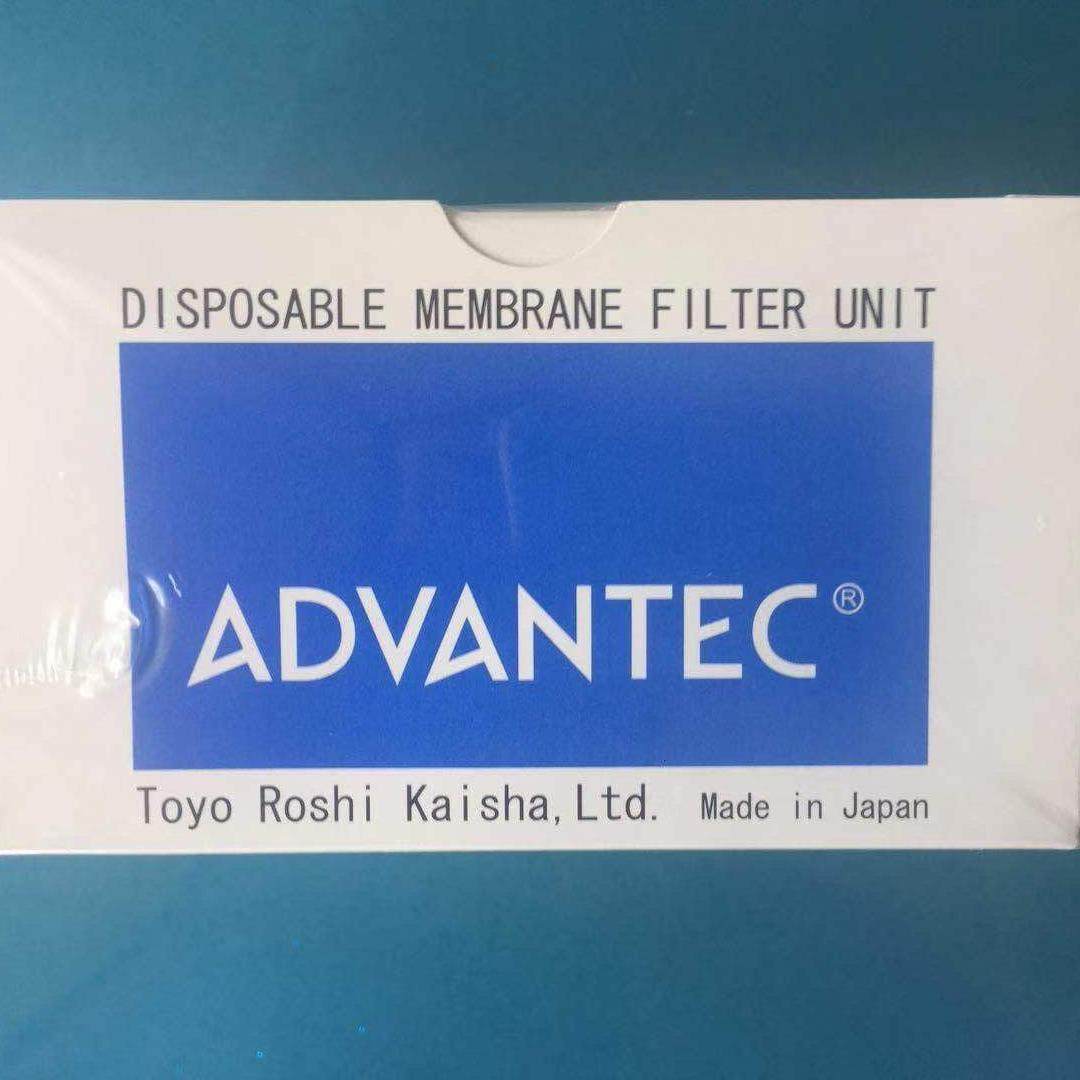 DISPOSABLE MEMBRANE FILTER UNIT
ADVANTEC®
Toyo Roshi Kaisha,Ltd. Made in Japan